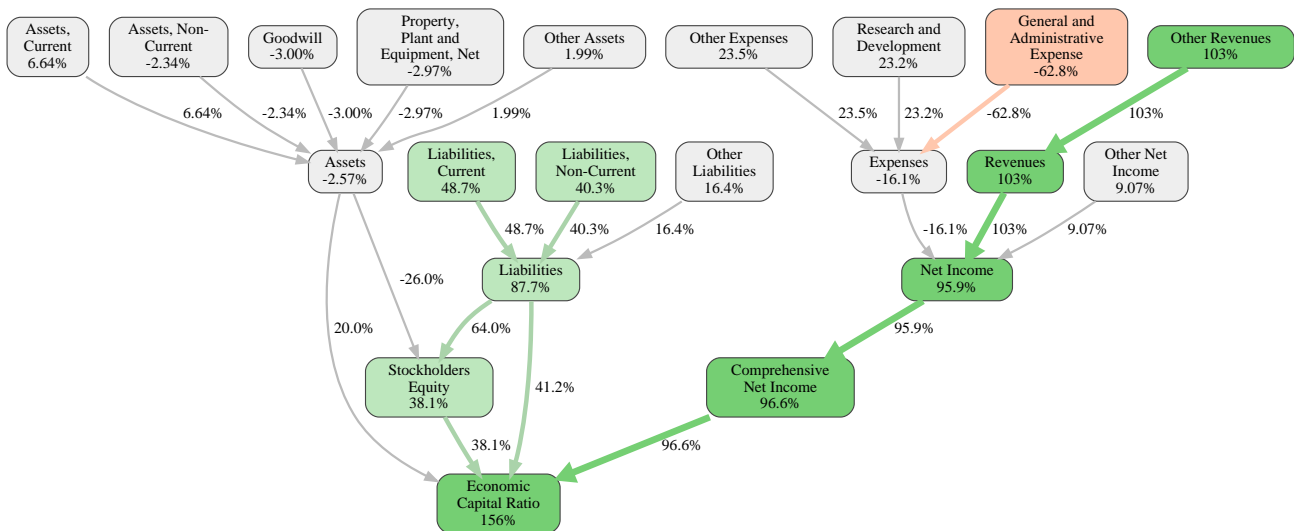 Assets,
Current
6.64%
Assets, Non-
Current
-2.34%
Goodwill
-3.00%
Property,
Plant and
Equipment, Net
-2.97%
Other Assets
1.99%
Other Expenses
23.5%
Research and
Development
23.2%
General and
Administrative
Expense
-62.8%
Other Revenues
103%
6.64%
-2.34%
-3.00%
-2.97%
1.99%
23.5%
23.2%
-62.8%
103%
Assets
-2.57%
Liabilities,
Current
48.7%
Liabilities,
Non-Current
40.3%
Other
Liabilities
16.4%
Expenses
-16.1%
Revenues
103%
Other Net
Income
9.07%
48.7%
40.3%
16.4%
-16.1%
103%
9.07%
Liabilities
87.7%
Net Income
95.9%
-26.0%
20.0%
64.0%
41.2%
95.9%
Stockholders
Equity
38.1%
Comprehensive
Net Income
96.6%
38.1%
96.6%
Economic
Capital Ratio
156%